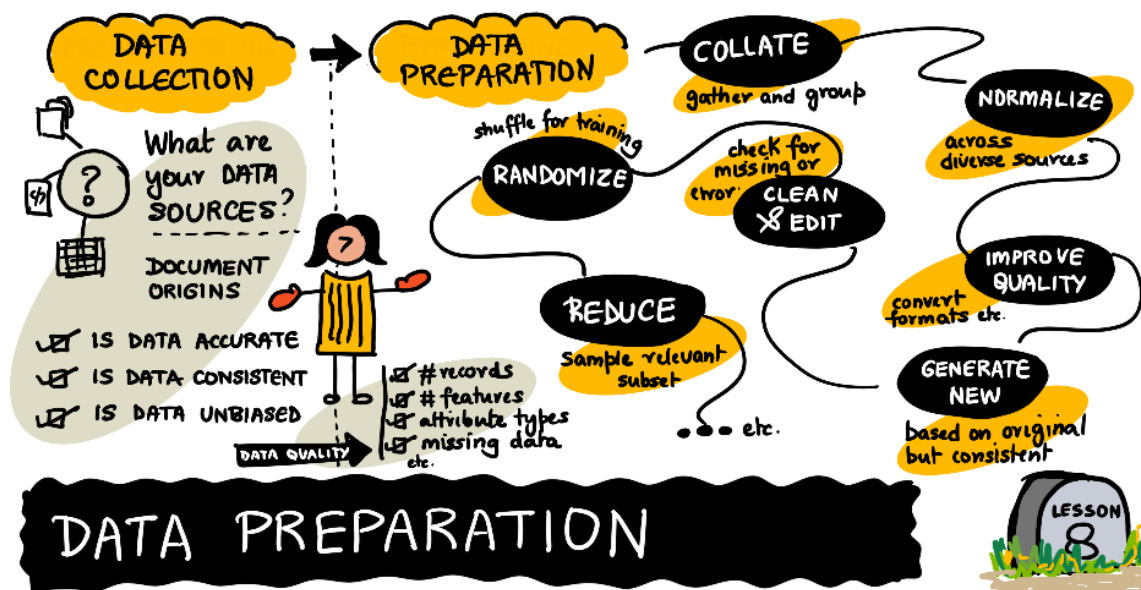 DATA
COLLECTION
What are
your DATA
SOURCES?
DOCUMENT
ORIGINS
IS DATA ACCURATE
IS DATA CONSISTENT
IS DATA UNBIASED
DATA QUALITY
#records
# features
attribute types
missing data
etc.
DATA
PREPARATION
COLLATE
gather and group
NORMALIZE
across
diverse sources
IMPROVE
QUALITY
convert
formats etc.
GENERATE
NEW
based on original
but consistent
check for
missing or
error.
CLEAN
& EDIT
shuffle for training
RANDOMIZE
REDUCE
Sample relevant
subset
etc.
DATA PREPARATION
LESSON
8
?
</>